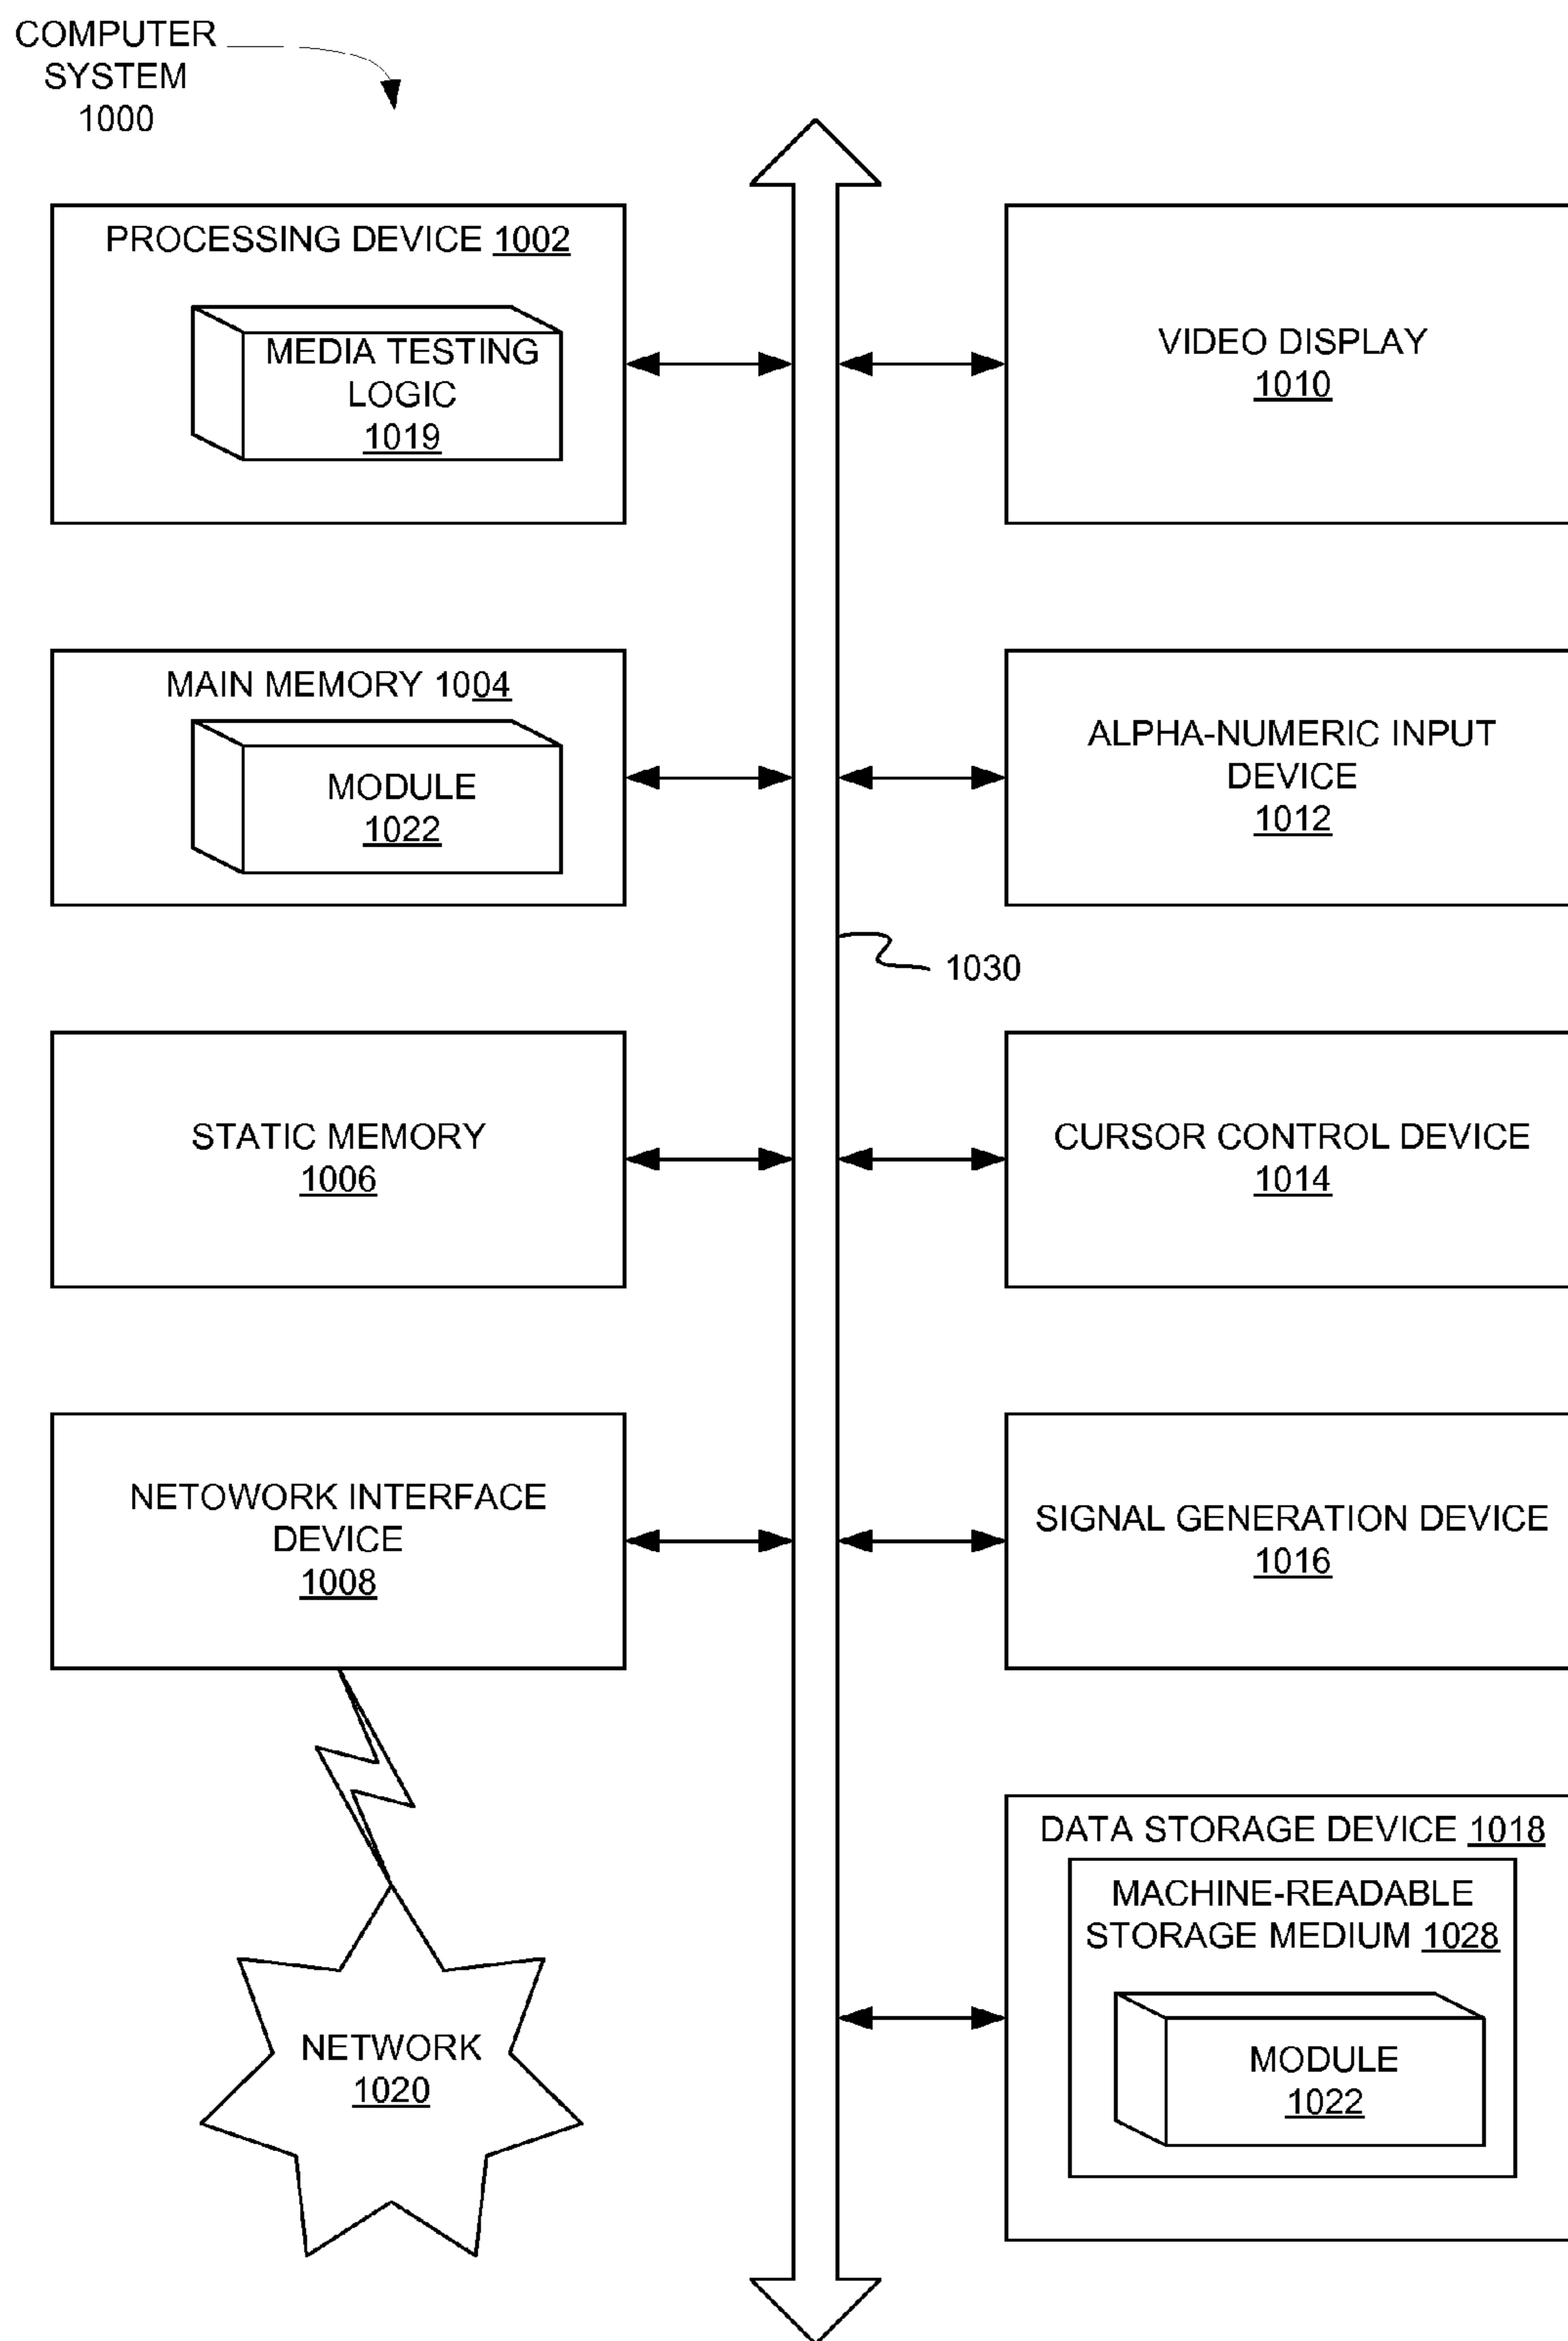 COMPUTER
SYSTEM
1000
PROCESSING DEVICE 1002
MEDIA TESTING
LOGIC
1019
VIDEO DISPLAY
1010
MAIN MEMORY 1004
MODULE
1022
ALPHA-NUMERIC INPUT
DEVICE
1012
1030
STATIC MEMORY
1006
CURSOR CONTROL DEVICE
1014
NETOWORK INTERFACE
DEVICE
1008
SIGNAL GENERATION DEVICE
1016
DATA STORAGE DEVICE 1018
MACHINE-READABLE
STORAGE MEDIUM 1028
MODULE
1022
NETWORK
1020